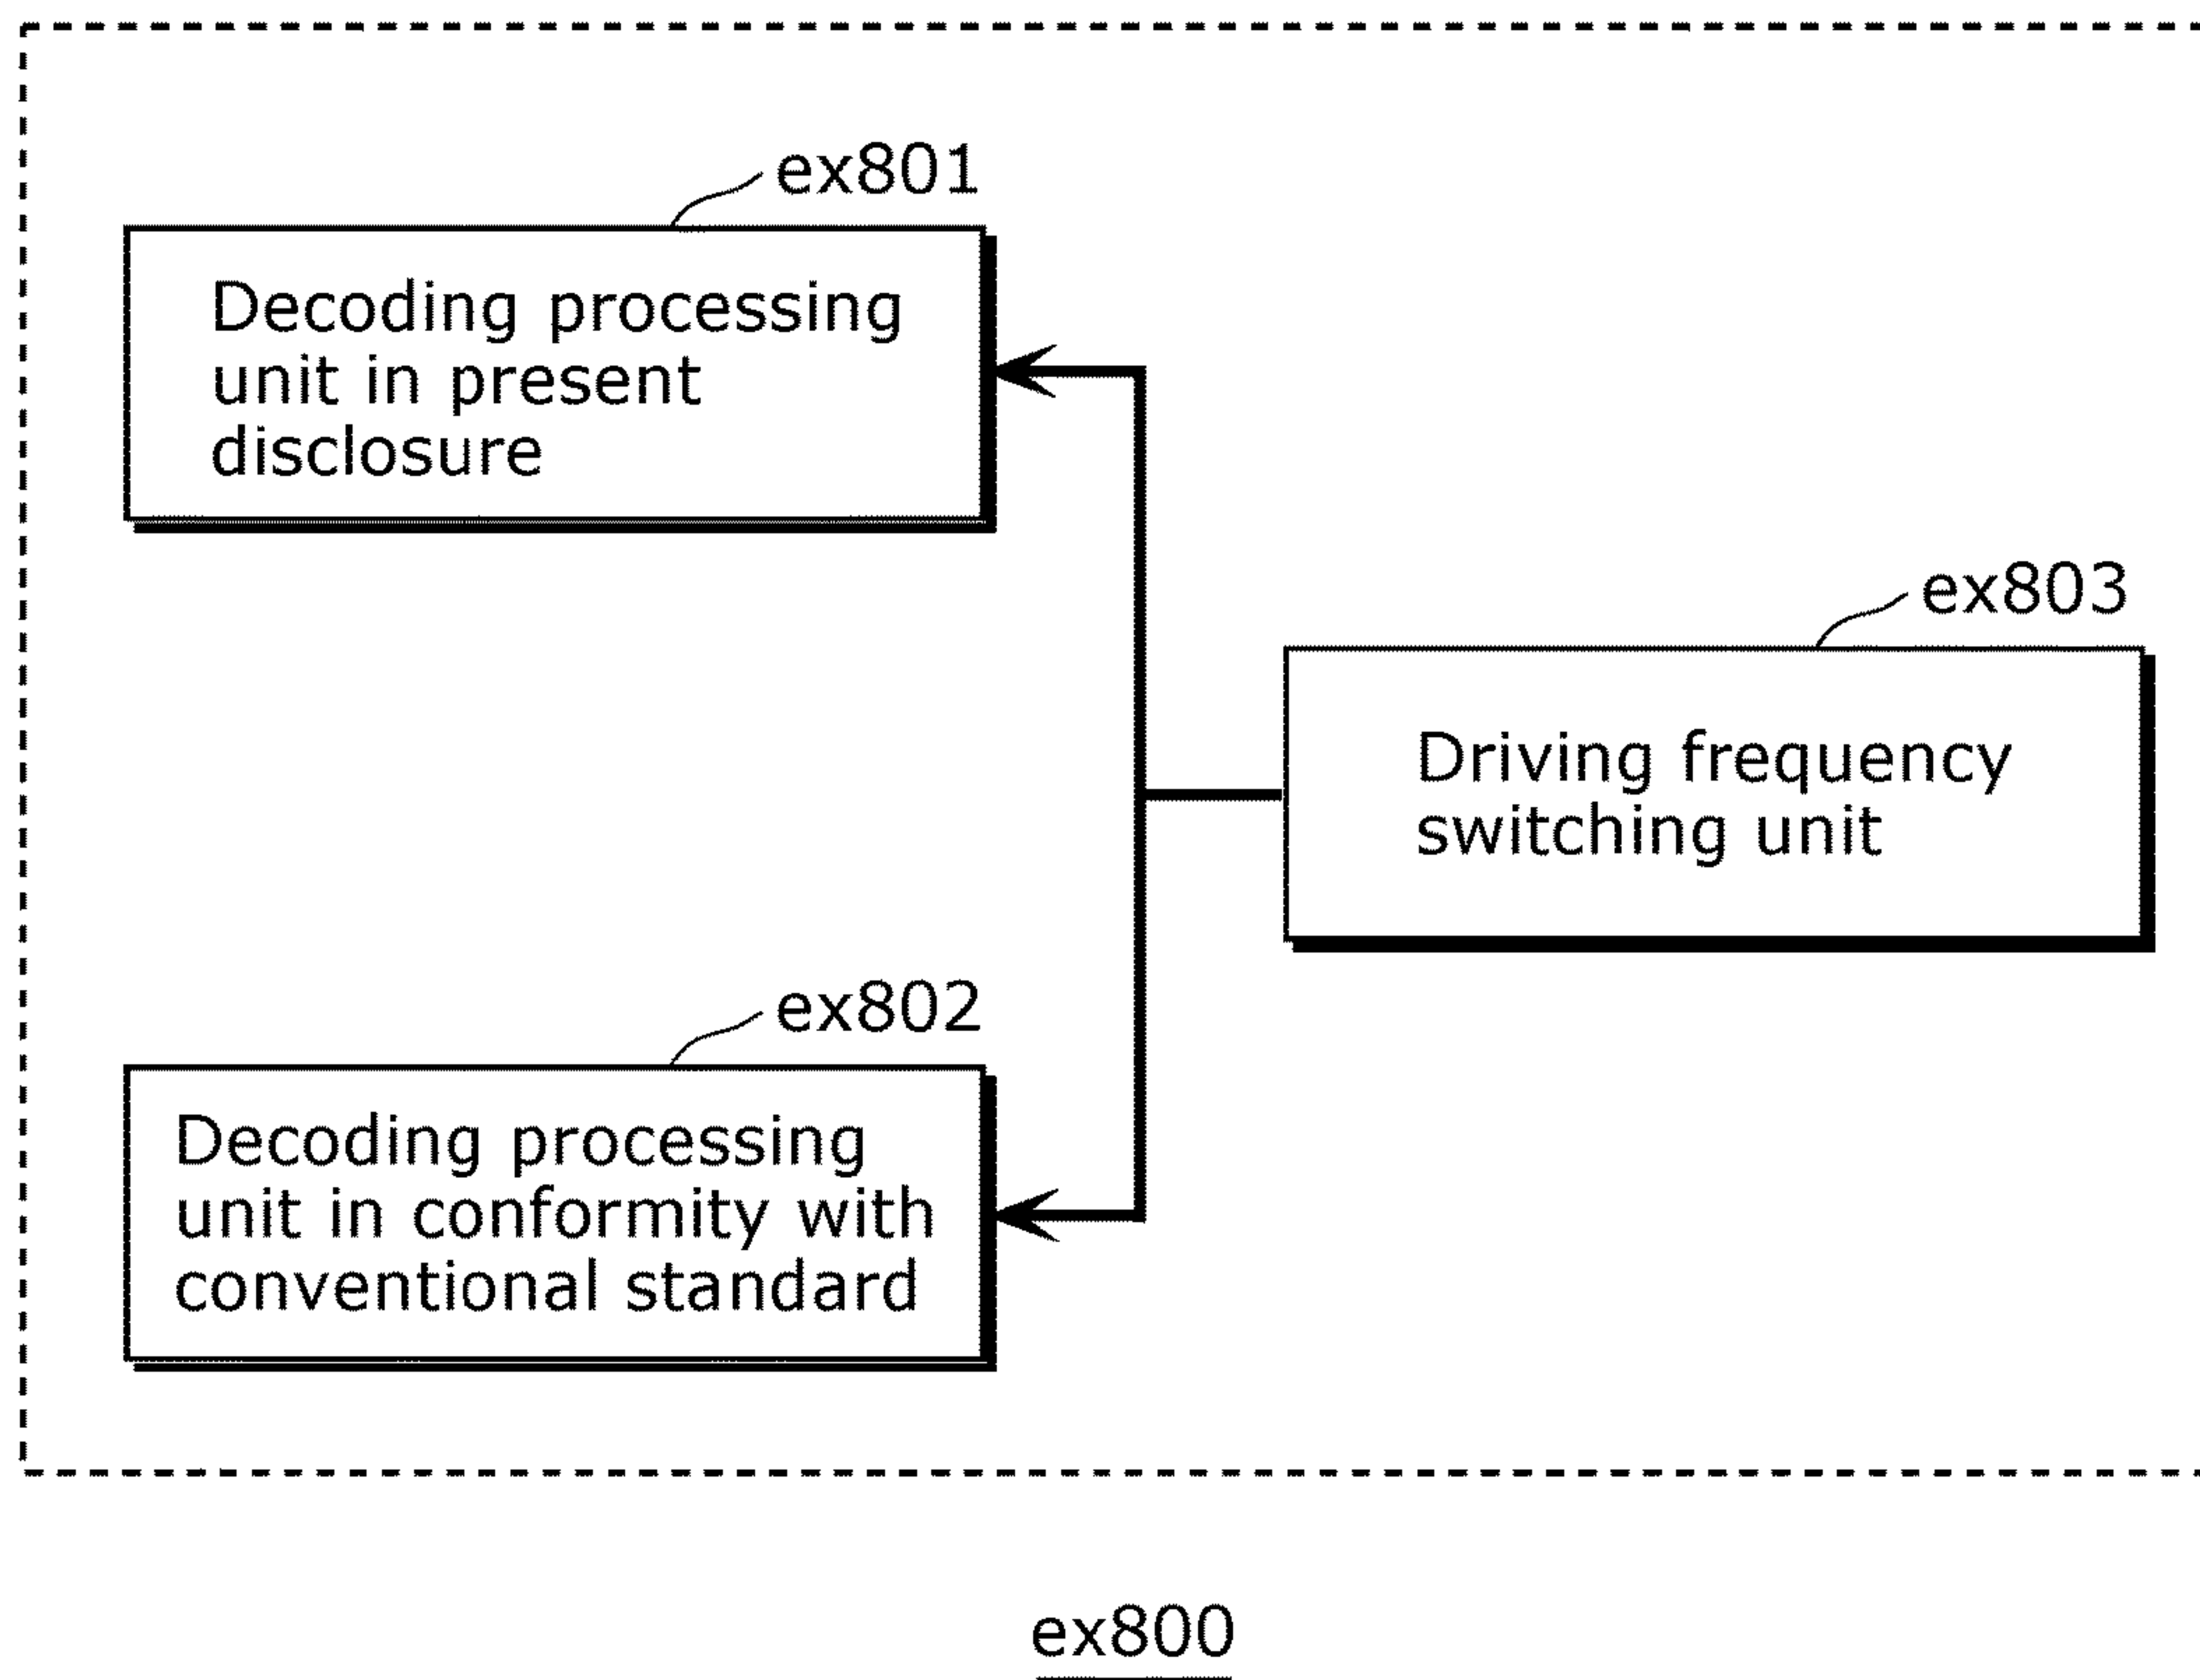 ex801
Decoding processing
unit in present
disclosure
ex803
Driving frequency
switching unit
ex802
Decoding processing
unit in conformity with
conventional standard
ex800